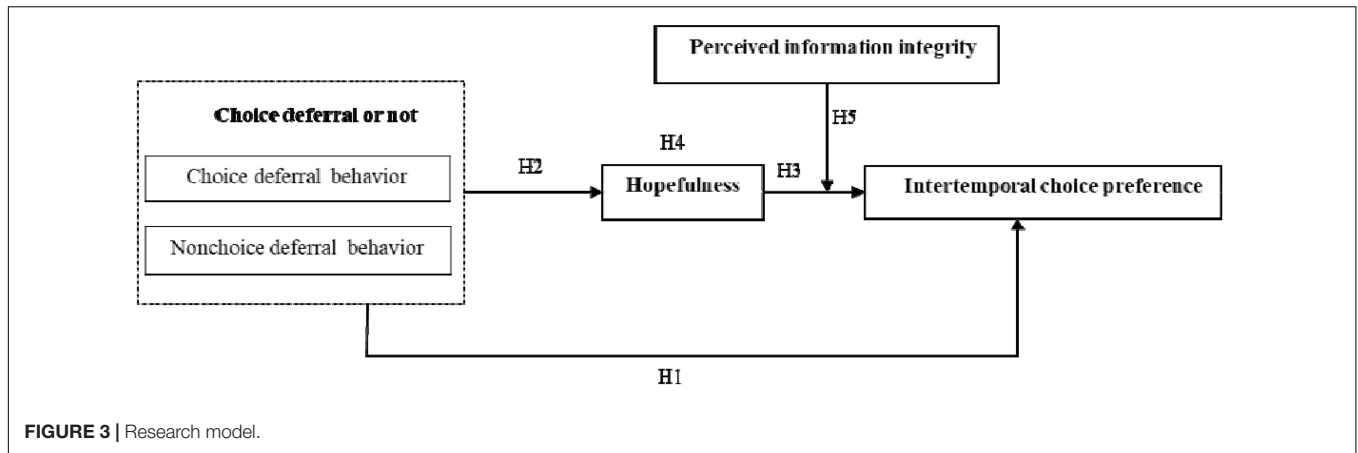 Perceived information integrity
Choice deferral or not
H5
H4
Choice deferral behavior
H2
Hopefulness
H3
Intertemporal choice preference
Nonchoice deferral behavior
H1
FIGURE 3 | Research model.